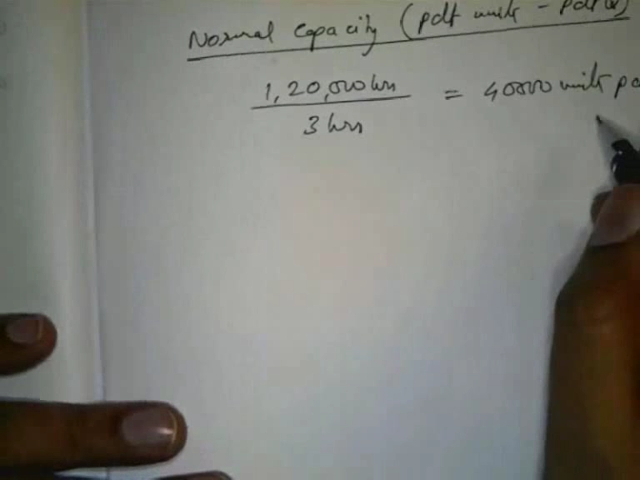 Normal Capacity (pdt units -
1,20,000 hrs
3 hrs
= 40000 units